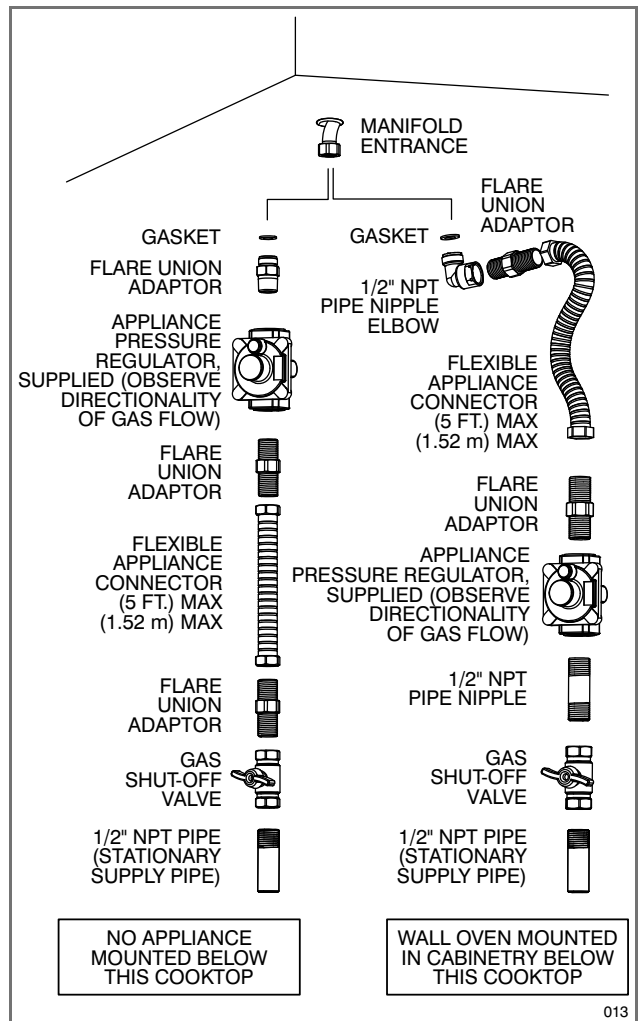 MANIFOLD
ENTRANCE
GASKET
FLARE UNION
ADAPTOR
APPLIANCE
PRESSURE
REGULATOR,
SUPPLIED (OBSERVE
DIRECTIONALITY
OF GAS FLOW)
FLARE
UNION
ADAPTOR
FLEXIBLE
APPLIANCE
CONNECTOR
(5 FT.) MAX
(1.52 m) MAX
FLARE
UNION
ADAPTOR
GAS
SHUT-OFF
VALVE
1/2" NPT PIPE
(STATIONARY
SUPPLY PIPE)
NO APPLIANCE
MOUNTED BELOW
THIS COOKTOP
FLARE
UNION
ADAPTOR
GASKET
1/2" NPT
PIPE NIPPLE
ELBOW
FLEXIBLE
APPLIANCE
CONNECTOR
(5 FT.) MAX
(1.52 m) MAX
FLARE
UNION
ADAPTOR
APPLIANCE
PRESSURE REGULATOR,
SUPPLIED (OBSERVE
DIRECTIONALITY
OF GAS FLOW)
1/2" NPT
PIPE NIPPLE
GAS
SHUT-OFF
VALVE
1/2" NPT PIPE
(STATIONARY
SUPPLY PIPE)
WALL OVEN MOUNTED
IN CABINETRY BELOW
THIS COOKTOP
013